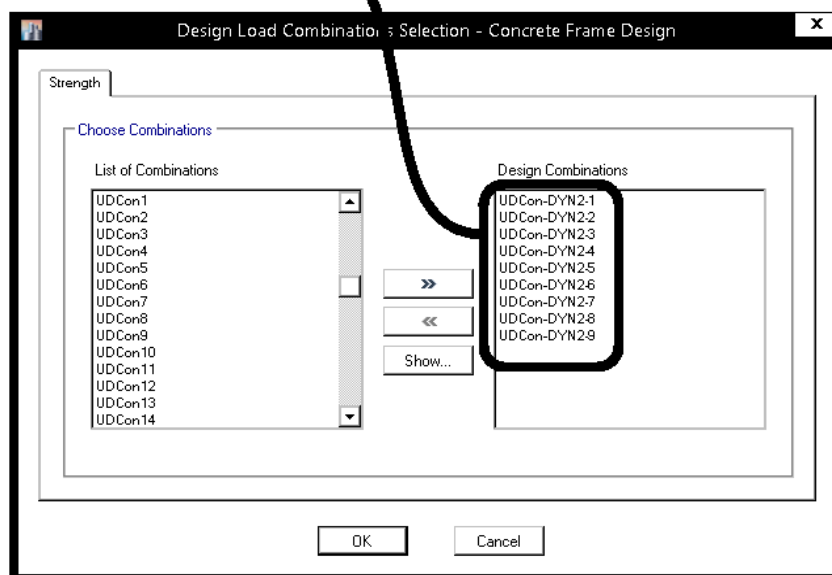 Design Load Combinations Selection - Concrete Frame Design
x
Strength
Choose Combinations
List of Combinations
UDCon1
UDCon2
UDCon3
UDCon4
UDCon5
UDCon6
UDCon7
UDCon8
UDCon9
UDCon10
UDCon11
UDCon12
UDCon13
UDCon14
>>
<<
Show...
Design Combinations
UDCon-DYN2-1
UDCon-DYN2-2
UDCon-DYN2-3
UDCon-DYN2-4
UDCon-DYN2-5
UDCon-DYN2-6
UDCon-DYN2-7
UDCon-DYN2-8
UDCon-DYN2-9
OK
Cancel